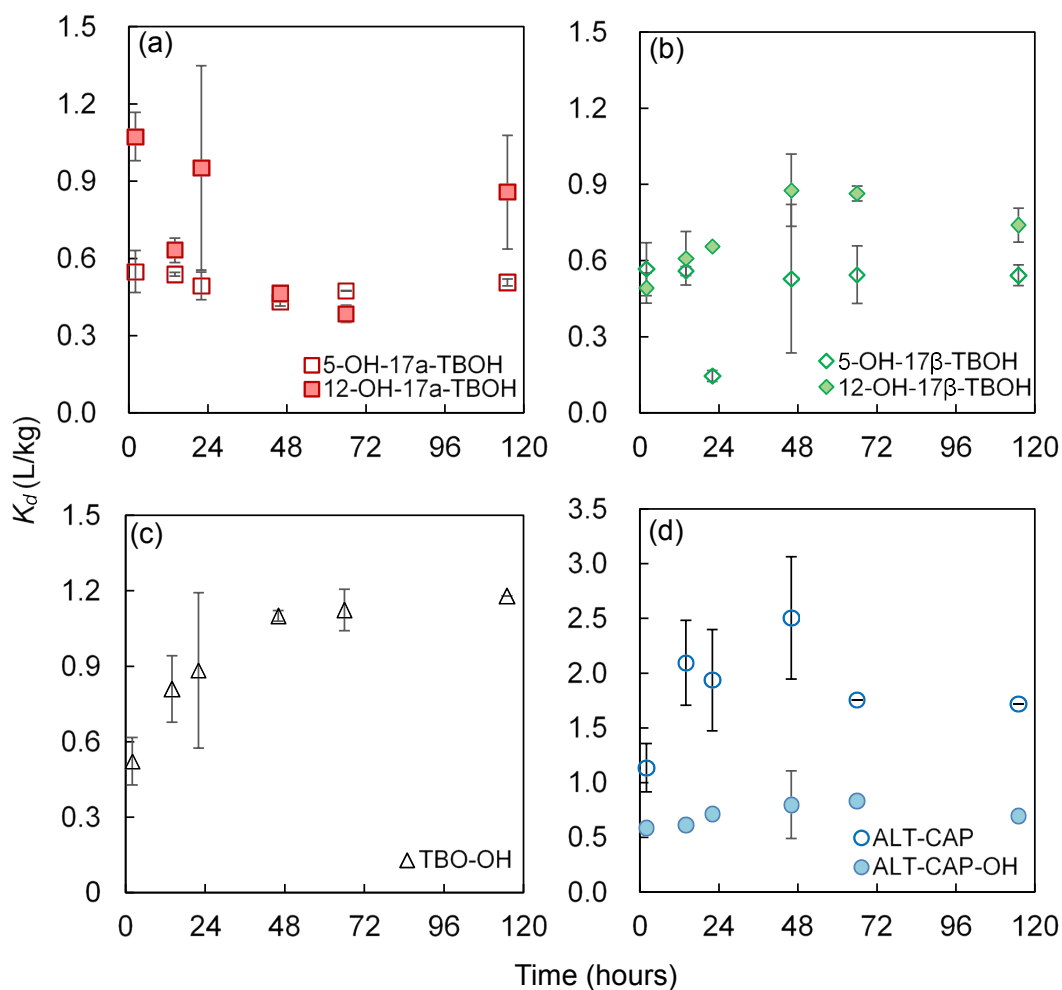 (a)
1.5
1.2
0.9
0.6
0.3
0.0
0 24 48 72 96 120
5-OH-17a-TBOH
12-OH-17a-TBOH
(b)
1.5
1.2
0.9
0.6
0.3
0.0
0 24 48 72 96 120
5-OH-17β-TBOH
12-OH-17β-TBOH
K_d (L/kg)
(c)
1.5
1.2
0.9
0.6
0.3
0
0 24 48 72 96 120
TBO-OH
(d)
3.5
3.0
2.5
2.0
1.5
1.0
0.5
0.0
0 24 48 72 96 120
ALT-CAP
ALT-CAP-OH
Time (hours)